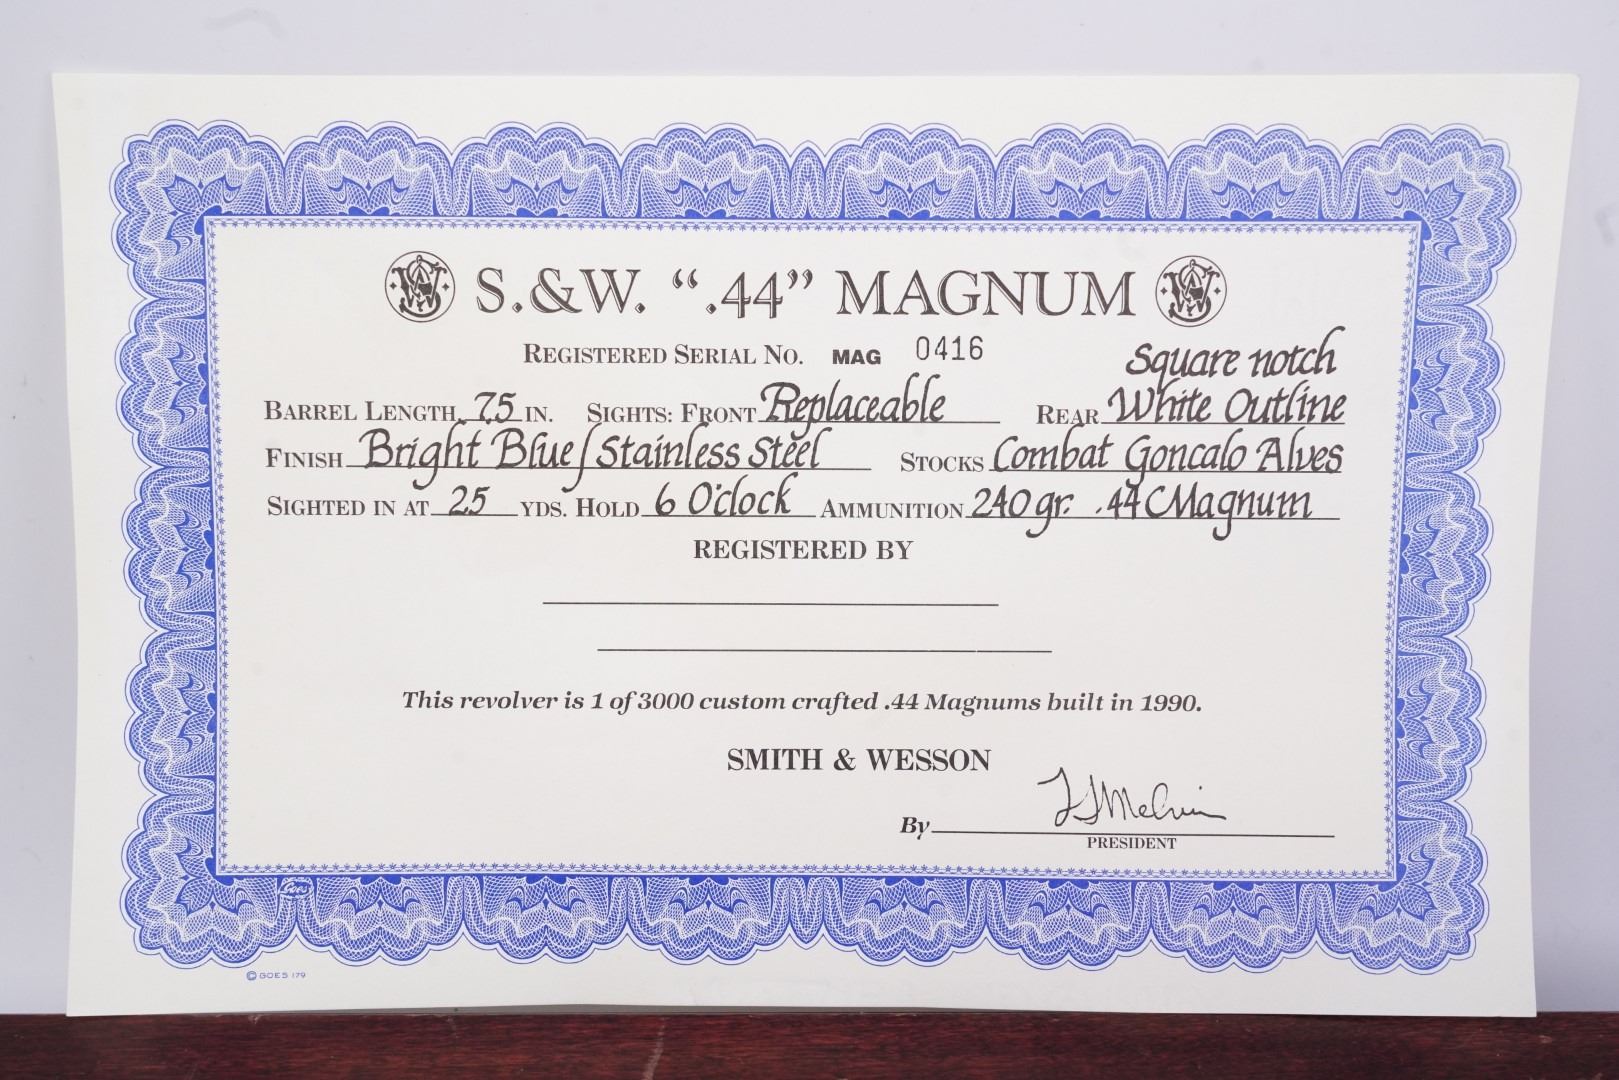 S.&W. “.44” MAGNUM
REGISTERED SERIAL NO. MAG 0416
Square notch
BARREL LENGTH 7.5 IN. SIGHTS: FRONT Replaceable REAR White Outline
FINISH Bright Blue/Stainless Steel STOCKS Combat Goncalo Alves
SIGHTED IN AT 25 YDS. HOLD 6 O'clock AMMUNITION 240 gr. .44 Magnum
REGISTERED BY
This revolver is 1 of 3000 custom crafted .44 Magnums built in 1990.
SMITH & WESSON
By LJMelvin
PRESIDENT
Goes
© GOES 179